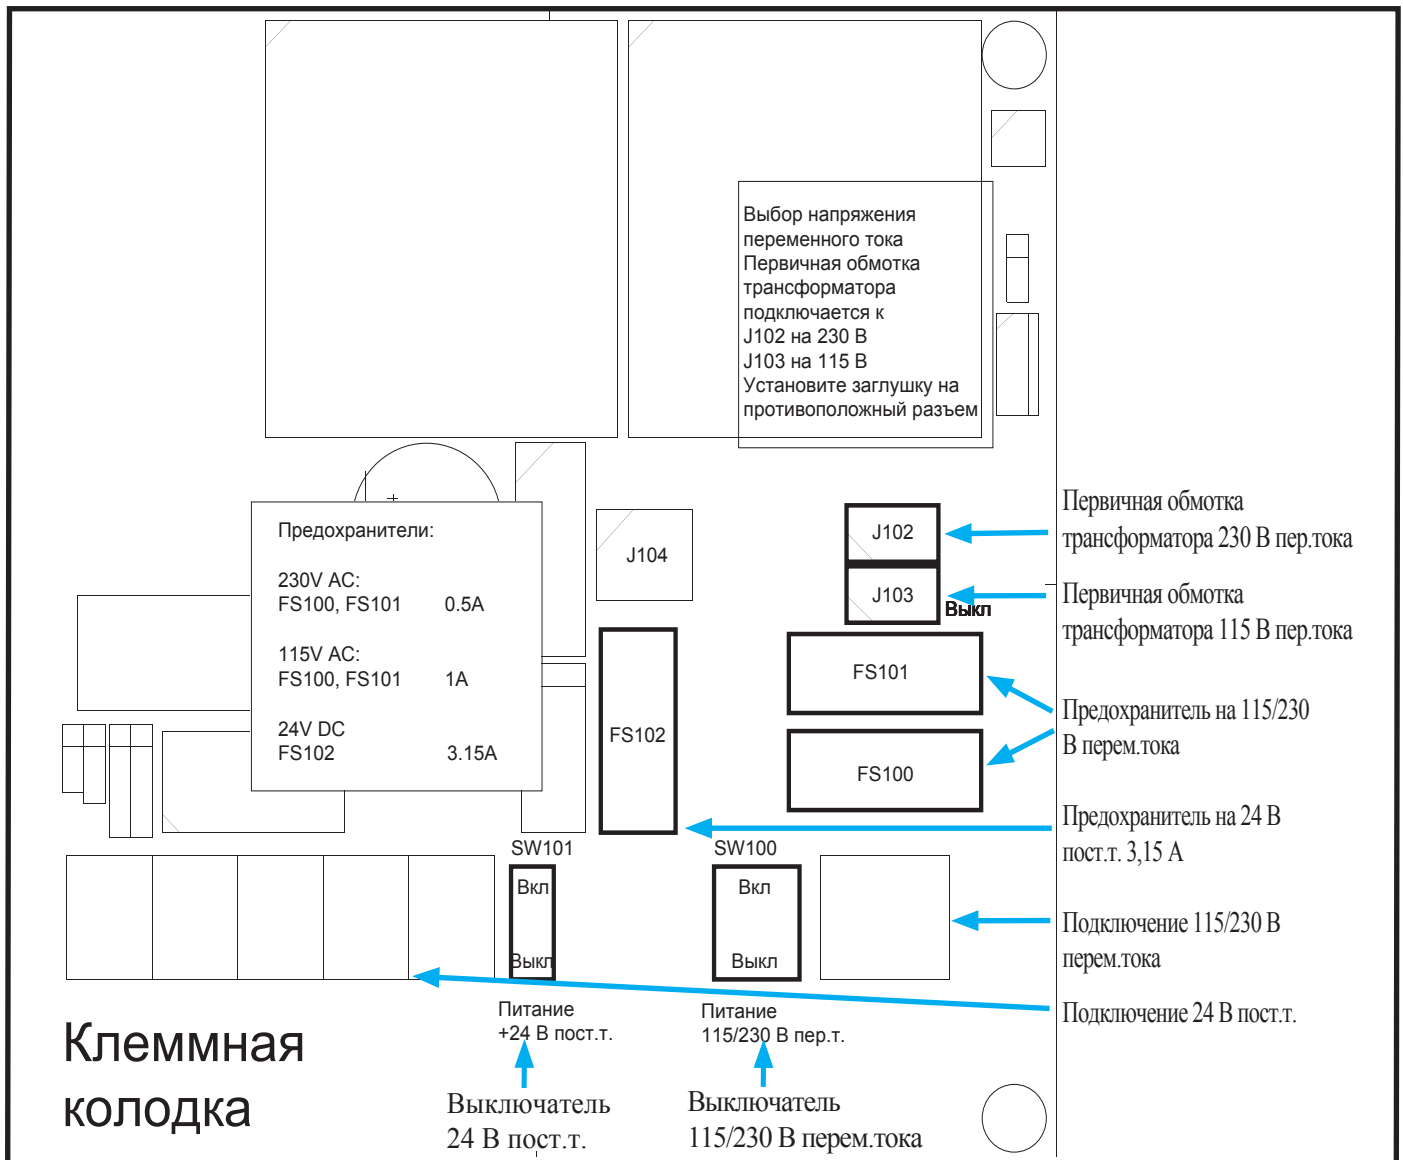 Выбор напряжения
переменного тока
Первичная обмотка
трансформатора
подключается к
J102 на 230 В
J103 на 115 В
Установите заглушку на
противоположный разъем
Предохранители:
230V AC:
FS100, FS101 0.5A
115V AC:
FS100, FS101 1A
24V DC
FS102 3.15A
J104
J102
J103
Выкл
FS101
FS102
FS100
Первичная обмотка
трансформатора 230 В пер.тока
Первичная обмотка
трансформатора 115 В пер.тока
Предохранитель на 115/230
В перем.тока
Предохранитель на 24 В
пост.т. 3,15 А
Подключение 115/230 В
перем.тока
Подключение 24 В пост.т.
SW101
Вкл
Выкл
SW100
Вкл
Выкл
Питание
+24 В пост.т.
Питание
115/230 В пер.т.
Клеммная
колодка
Выключатель
24 В пост.т.
Выключатель
115/230 В перем.тока